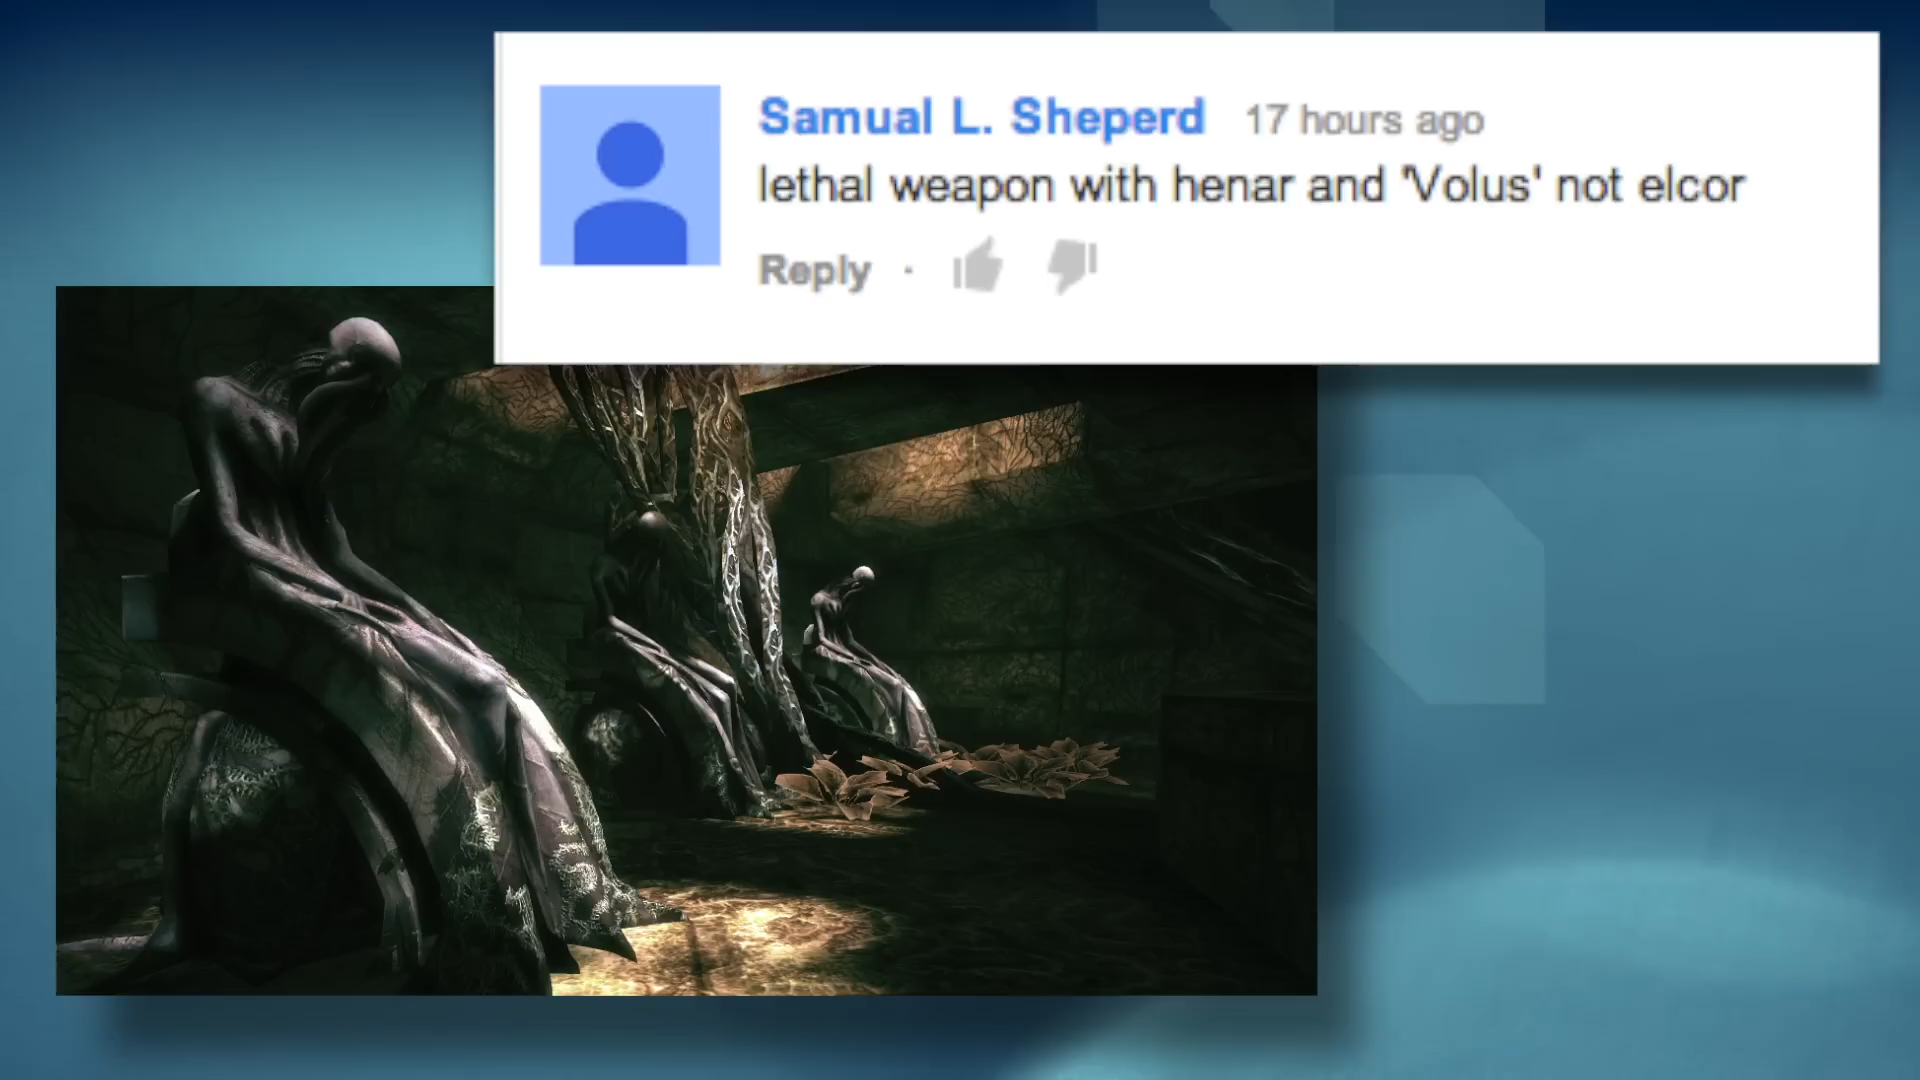 Samual L. Sheperd 17 hours ago
lethal weapon with henar and 'Volus' not elcor
Reply ·